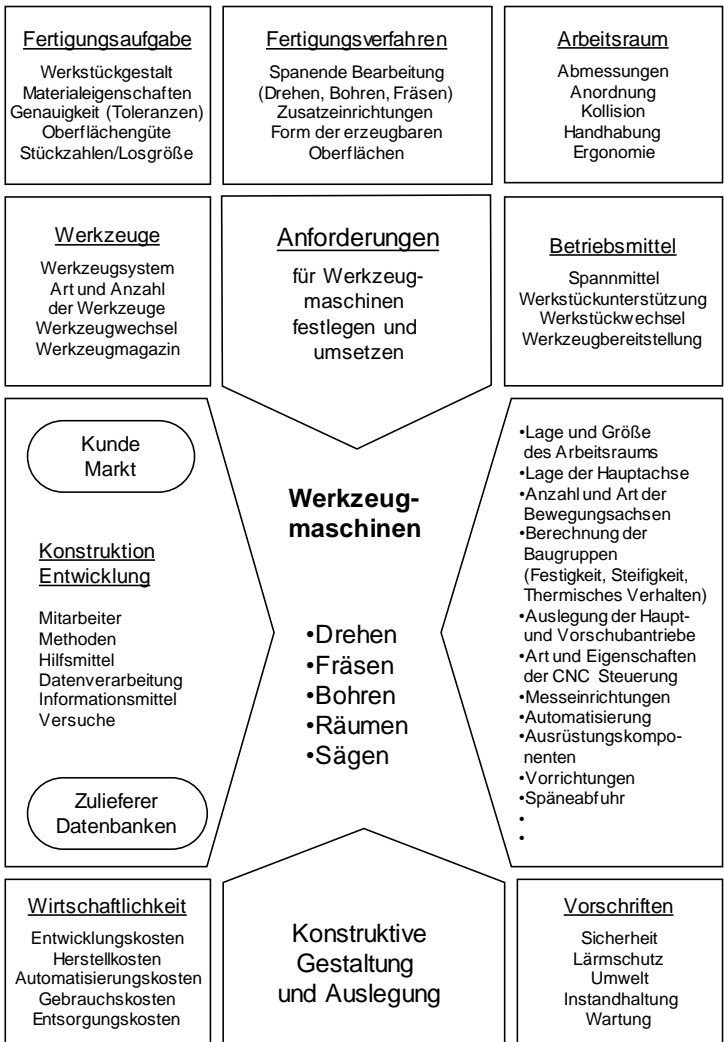 Fertigungsaufgabe
Werkstückgestalt
Materialeigenschaften
Genauigkeit (Toleranzen)
Oberflächengüte
Stückzahlen/Losgröße
Fertigungsverfahren
Spanende Bearbeitung
(Drehen, Bohren, Fräsen)
Zusatzeinrichtungen
Form der erzeugbaren
Oberflächen
Arbeitsraum
Abmessungen
Anordnung
Kollision
Handhabung
Ergonomie
Werkzeuge
Werkzeugsystem
Art und Anzahl
der Werkzeuge
Werkzeugwechsel
Werkzeugmagazin
Anforderungen
für Werkzeug-
maschinen
festlegen und
umsetzen
Betriebsmittel
Spannmittel
Werkstückunterstützung
Werkstückwechsel
Werkzeugbereitstellung
Kunde
Markt
Konstruktion
Entwicklung
Mitarbeiter
Methoden
Hilfsmittel
Datenverarbeitung
Informationsmittel
Versuche
Zulieferer
Datenbanken
Werkzeug-
maschinen
•Drehen
•Fräsen
•Bohren
•Räumen
•Sägen
•Lage und Größe
des Arbeitsraums
•Lage der Hauptachse
•Anzahl und Art der
Bewegungsachsen
•Berechnung der
Baugruppen
(Festigkeit, Steifigkeit,
Thermisches Verhalten)
•Auslegung der Haupt-
und Vorschubantriebe
•Art und Eigenschaften
der CNC Steuerung
•Messeinrichtungen
•Automatisierung
•Ausrüstungskompo-
nenten
•Vorrichtungen
•Späneabfuhr
•
•
Wirtschaftlichkeit
Entwicklungskosten
Herstellkosten
Automatisierungskosten
Gebrauchskosten
Entsorgungskosten
Konstruktive
Gestaltung
und Auslegung
Vorschriften
Sicherheit
Lärmschutz
Umwelt
Instandhaltung
Wartung